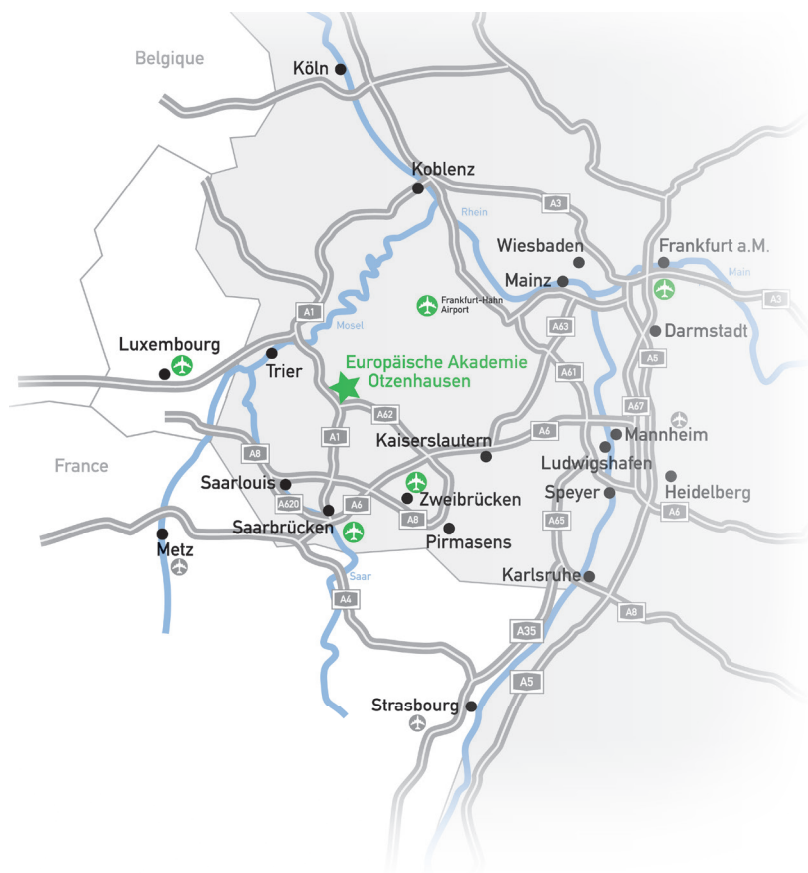 Belgique
Köln
Koblenz
Rhein
A3
Wiesbaden
Frankfurt a.M.
Mainz
Main
A3
Frankfurt-Hahn
Airport
A1
Mosel
A63
Luxembourg
Trier
Darmstadt
Europäische Akademie
Otzenhausen
A5
A61
A67
A62
A1
A6
Mannheim
Kaiserslautern
A8
Ludwigshafen
France
Saarlouis
Zweibrücken
Speyer
Heidelberg
A620
A6
A6
Saarbrücken
A8
A65
Pirmasens
Metz
Saar
Karlsruhe
A4
A8
A35
A5
Strasbourg